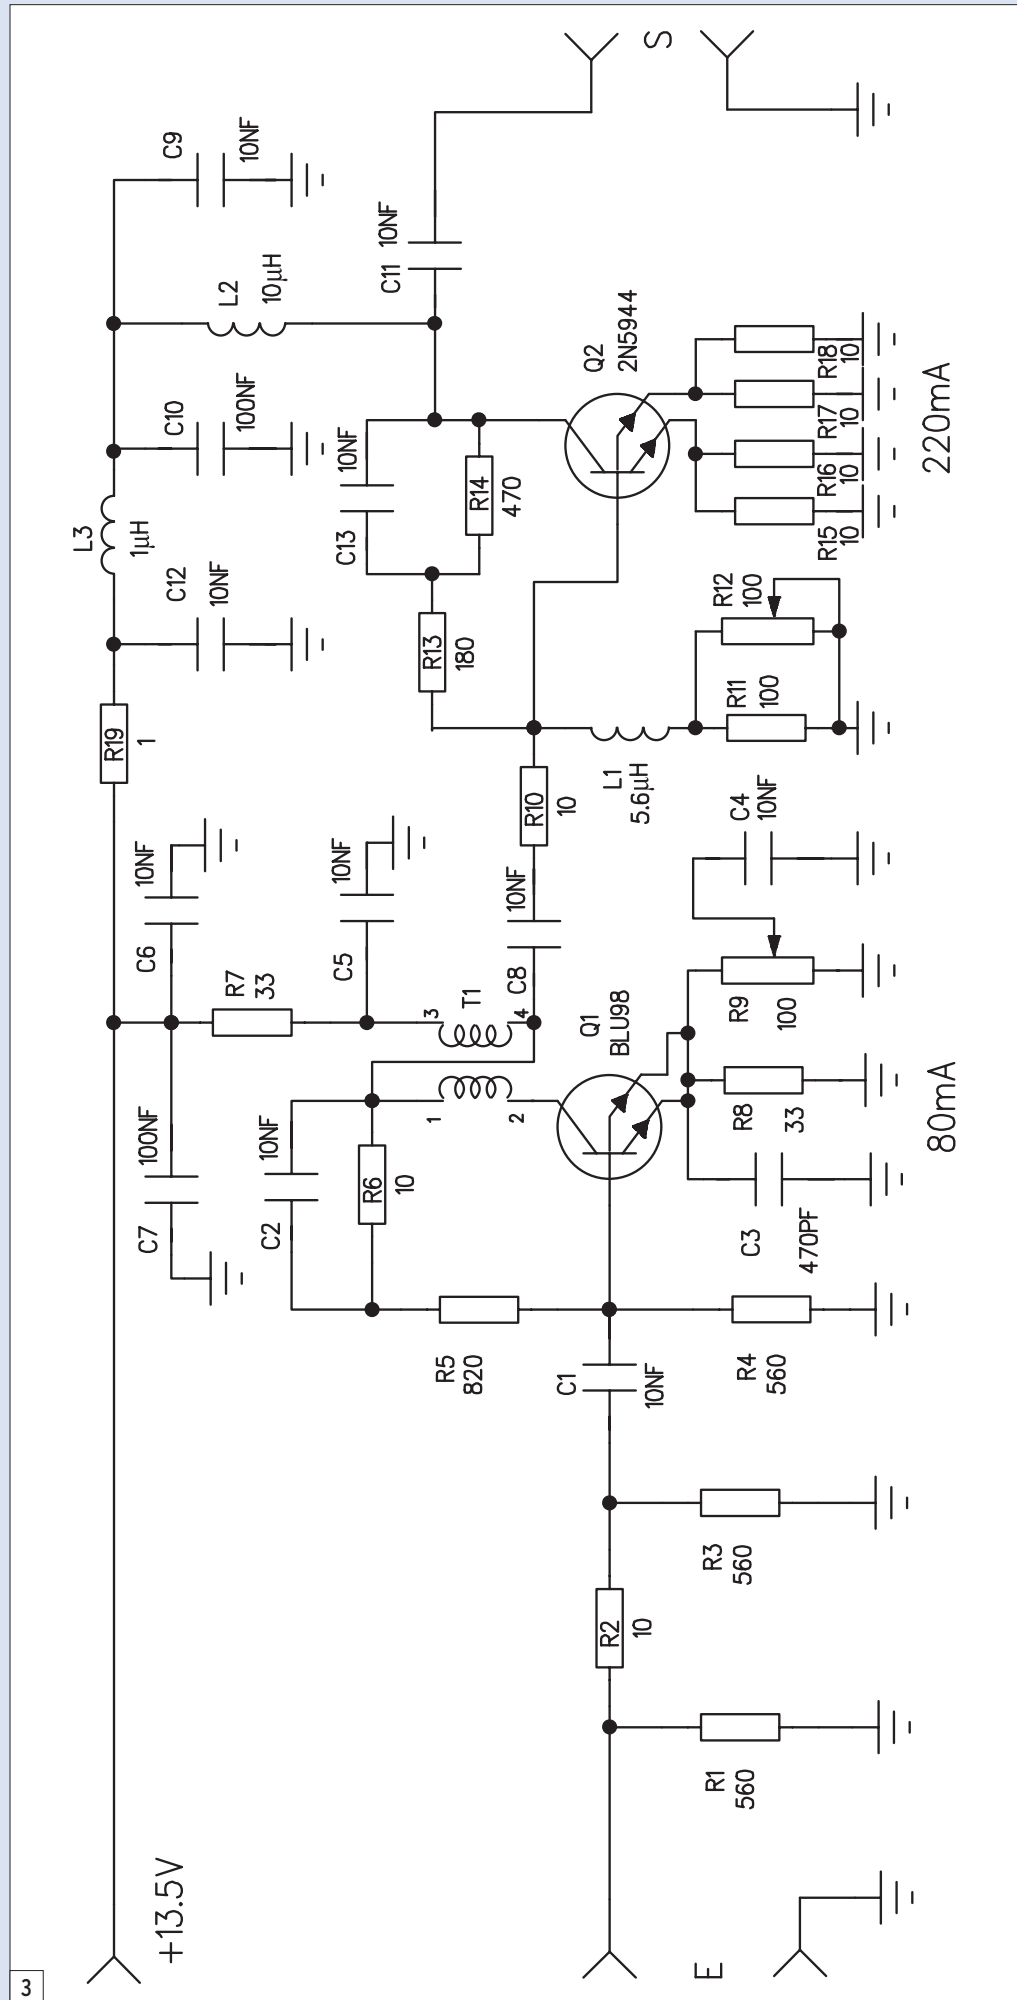 3
+13.5V
E
R1
560
R2
10
R3
560
C1
10NF
R4
560
R5
820
C2
10NF
R6
10
C7
100NF
C6
10NF
R7
33
C5
10NF
T1
1
2
3
4
C8
10NF
Q1
BLU98
C3
470PF
R8
33
R9
100
C4
10NF
80mA
R10
10
L1
5.6µH
R11
100
R12
100
R13
180
R14
470
C13
10NF
R19
1
C12
10NF
L3
1µH
C10
100NF
L2
10µH
C9
10NF
C11
10NF
Q2
2N5944
R15
10
R16
10
R17
10
R18
10
220mA
S